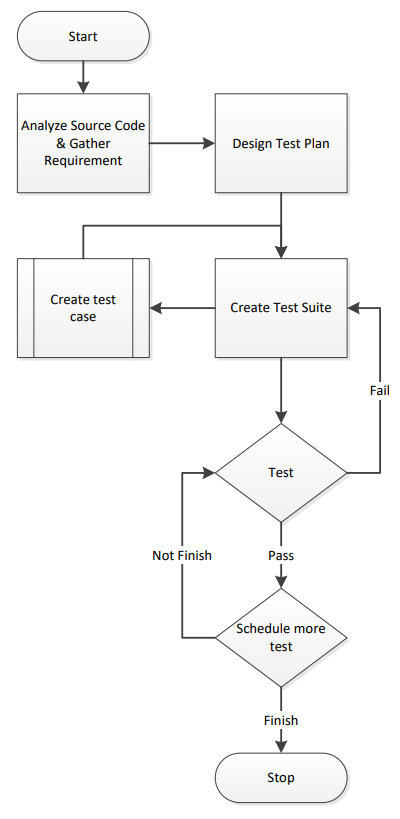 Start
Analyze Source Code
& Gather
Requirement
Design Test Plan
Create test
case
Create Test Suite
Fail
Test
Not Finish
Pass
Schedule more
test
Finish
Stop